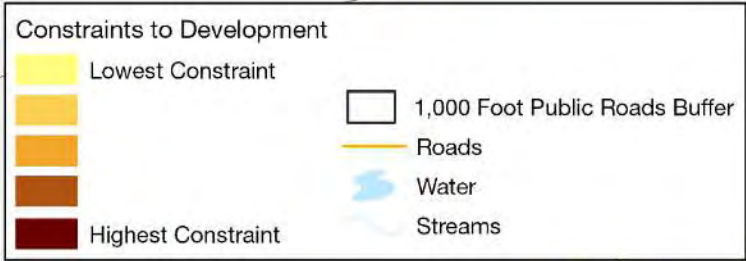 Constraints to Development
Lowest Constraint
Highest Constraint
1,000 Foot Public Roads Buffer
Roads
Water
Streams